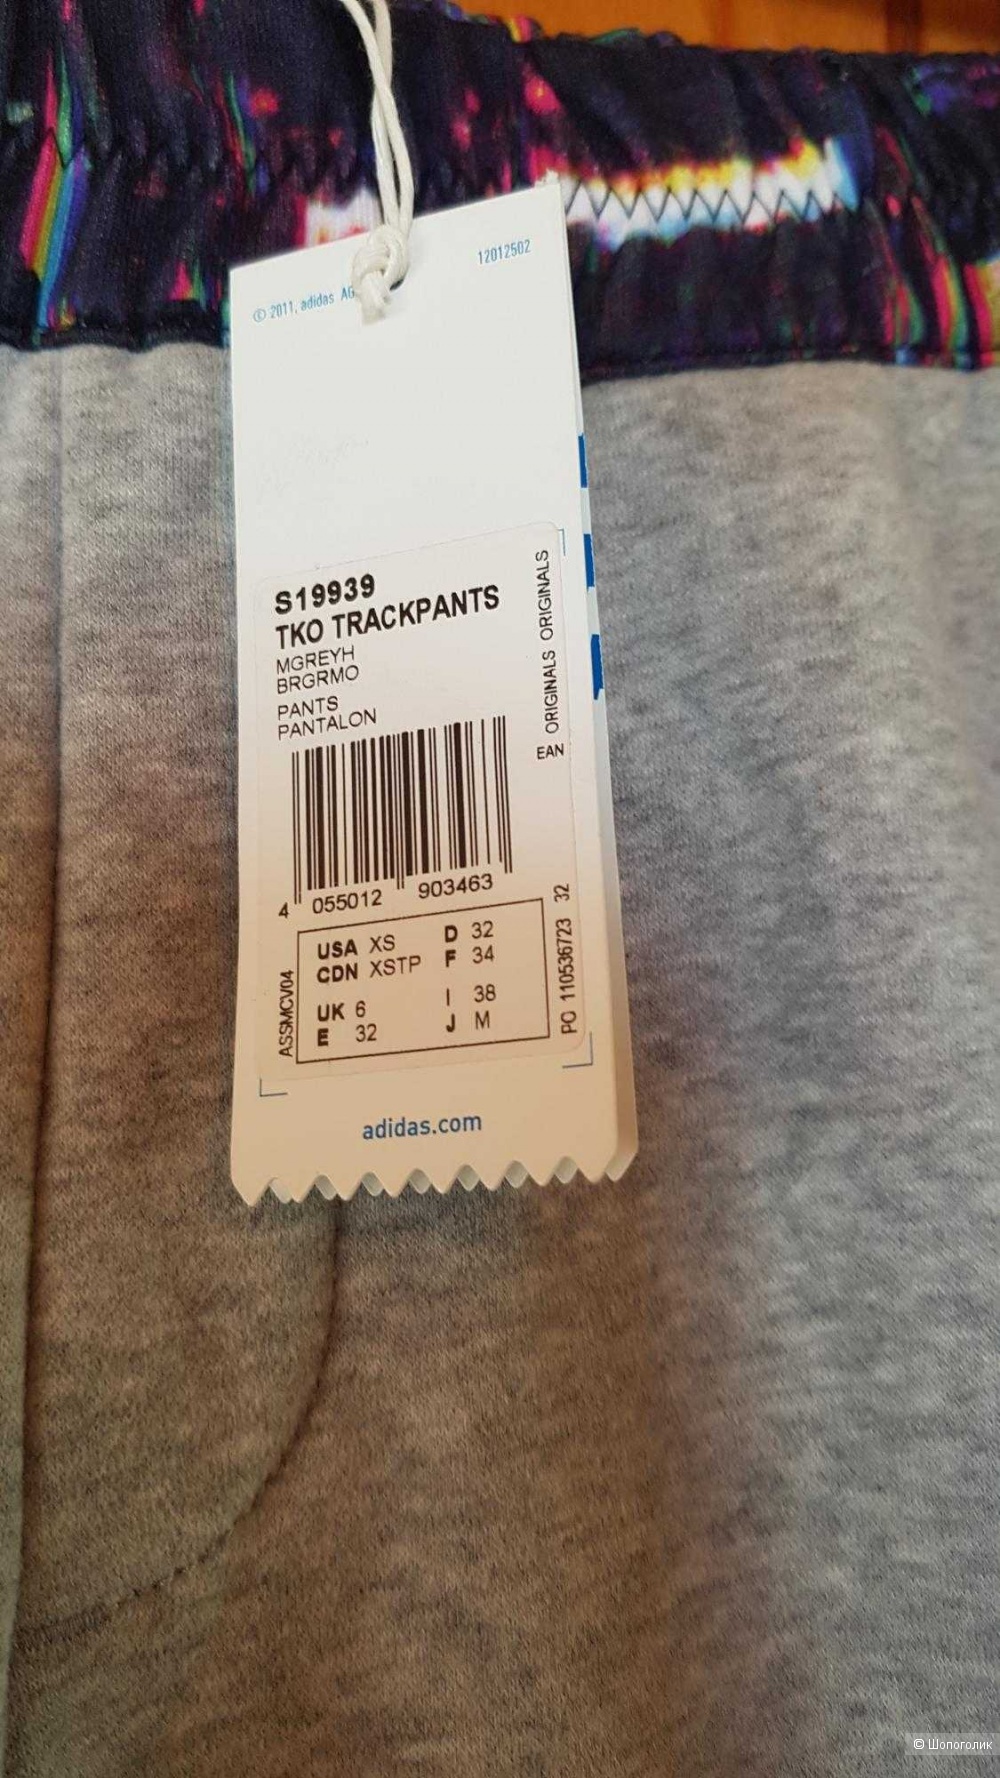 12012502
© 2011, adidas AG
S19939
TKO TRACKPANTS
MGREYH
BRGRMO
PANTS
PANTALON
EAN ORIGINALS ORIGINALS
4 055012 903463
USA XS D 32
CDN XSTP F 34
UK 6 I 38
E 32 J M
ASSMCV04
PO 110536723 32
adidas.com
© Шопоголик